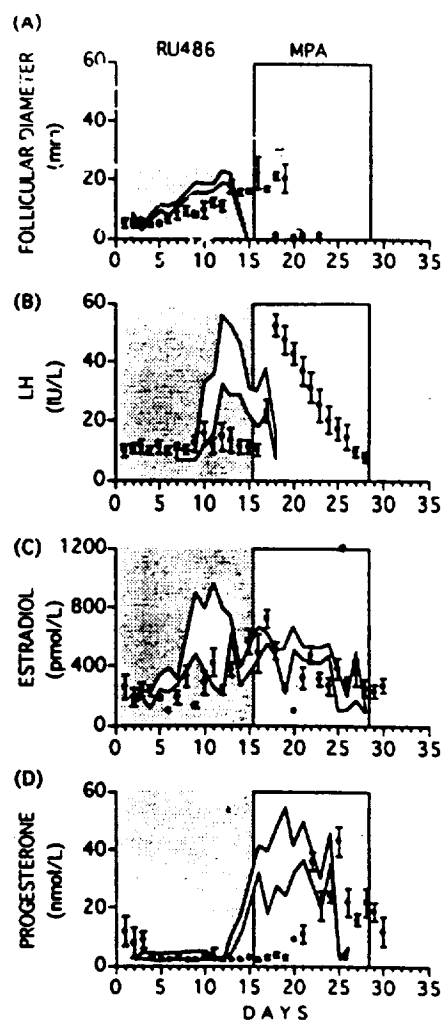 (A)
RU486 MPA
FOLLICULAR DIAMETER
(mm)
60
40
20
0
0 5 10 15 20 25 30 35
(B)
LH
(IU/L)
60
40
20
0
0 5 10 15 20 25 30 35
(C)
ESTRADIOL
(pmol/L)
1200
800
400
0
0 5 10 15 20 25 30 35
(D)
PROGESTERONE
(nmol/L)
60
40
20
0
0 5 10 15 20 25 30 35
DAYS